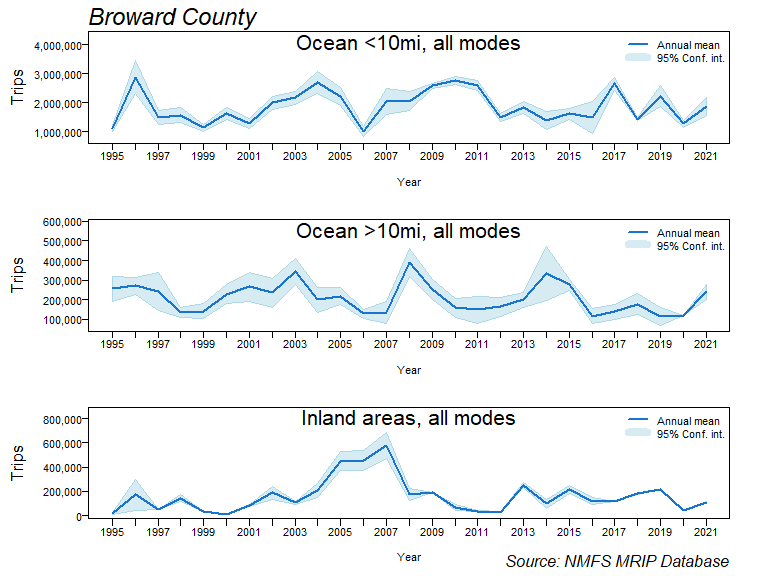 Broward County
Ocean <10mi, all modes
Annual mean
95% Conf. int.
Trips
4,000,000
3,000,000
2,000,000
1,000,000
1995 1997 1999 2001 2003 2005 2007 2009 2011 2013 2015 2017 2019 2021
Year
Ocean >10mi, all modes
Annual mean
95% Conf. int.
Trips
600,000
500,000
400,000
300,000
200,000
100,000
1995 1997 1999 2001 2003 2005 2007 2009 2011 2013 2015 2017 2019 2021
Year
Inland areas, all modes
Annual mean
95% Conf. int.
Trips
800,000
600,000
400,000
200,000
0
1995 1997 1999 2001 2003 2005 2007 2009 2011 2013 2015 2017 2019 2021
Year
Source: NMFS MRIP Database